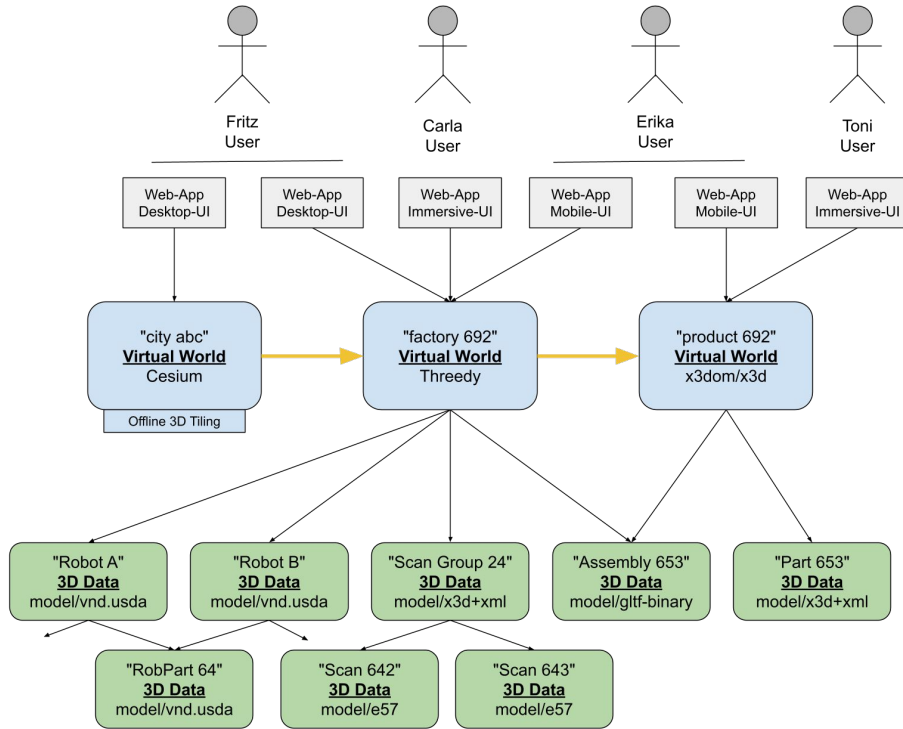 Fritz
User
Carla
User
Erika
User
Toni
User
Web-App
Desktop-UI
Web-App
Desktop-UI
Web-App
Immersive-UI
Web-App
Mobile-UI
Web-App
Mobile-UI
Web-App
Immersive-UI
"city abc"
Virtual World
Cesium
Offline 3D Tiling
"factory 692"
Virtual World
Threedy
"product 692"
Virtual World
x3dom/x3d
"Robot A"
3D Data
model/vnd.usda
"Robot B"
3D Data
model/vnd.usda
"Scan Group 24"
3D Data
model/x3d+xml
"Assembly 653"
3D Data
model/gltf-binary
"Part 653"
3D Data
model/x3d+xml
"RobPart 64"
3D Data
model/vnd.usda
"Scan 642"
3D Data
model/e57
"Scan 643"
3D Data
model/e57